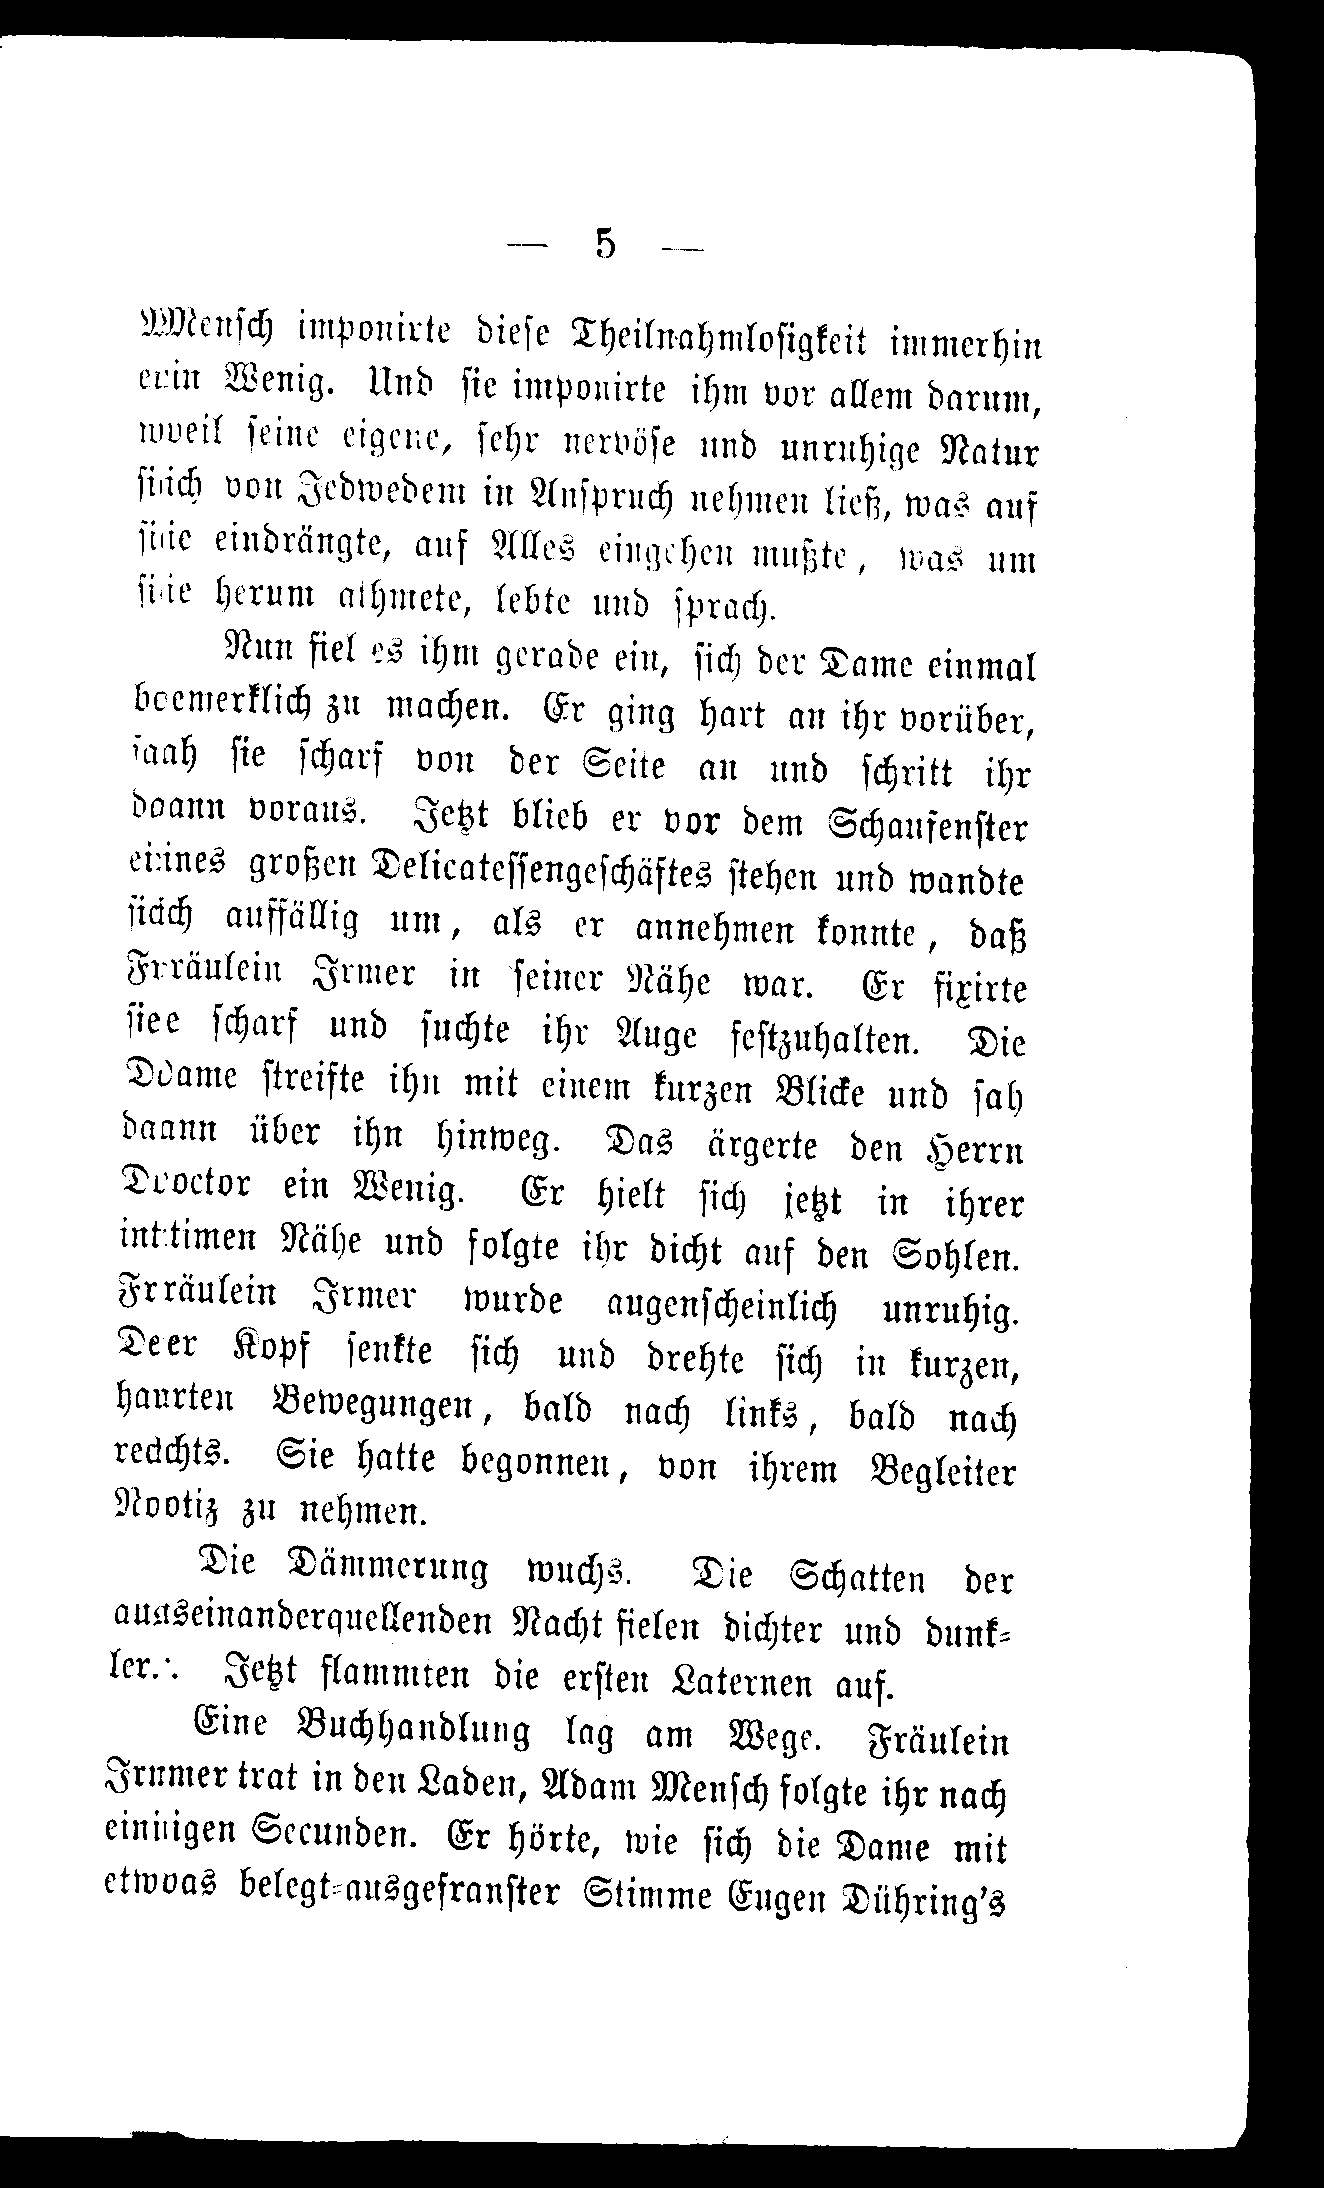 — 5 —
Mensch imponirte diese Theilnahmlosigkeit immerhin
ein Wenig. Und sie imponirte ihm vor allem darum,
weil seine eigene, sehr nervöse und unruhige Natur
sich von Jedwedem in Anspruch nehmen ließ, was auf
sie eindrängte, auf Alles eingehen mußte, was um
sie herum athmete, lebte und sprach.
Nun fiel es ihm gerade ein, sich der Dame einmal
bemerklich zu machen. Er ging hart an ihr vorüber,
sah sie scharf von der Seite an und schritt ihr
dann voraus. Jetzt blieb er vor dem Schaufenster
eines großen Delicatessengeschäftes stehen und wandte
sich auffällig um, als er annehmen konnte, daß
Fräulein Irmer in seiner Nähe war. Er fixirte
sie scharf und suchte ihr Auge festzuhalten. Die
Dame streifte ihn mit einem kurzen Blicke und sah
dann über ihn hinweg. Das ärgerte den Herrn
Doctor ein Wenig. Er hielt sich jetzt in ihrer
intimen Nähe und folgte ihr dicht auf den Sohlen.
Fräulein Irmer wurde augenscheinlich unruhig.
Der Kopf senkte sich und drehte sich in kurzen,
harten Bewegungen, bald nach links, bald nach
rechts. Sie hatte begonnen, von ihrem Begleiter
Notiz zu nehmen.
Die Dämmerung wuchs. Die Schatten der
auseinanderquellenden Nacht fielen dichter und dunk-
ler. Jetzt flammten die ersten Laternen auf.
Eine Buchhandlung lag am Wege. Fräulein
Irmer trat in den Laden, Adam Mensch folgte ihr nach
einigen Secunden. Er hörte, wie sich die Dame mit
etwas belegt-ausgefranster Stimme Eugen Dühring's